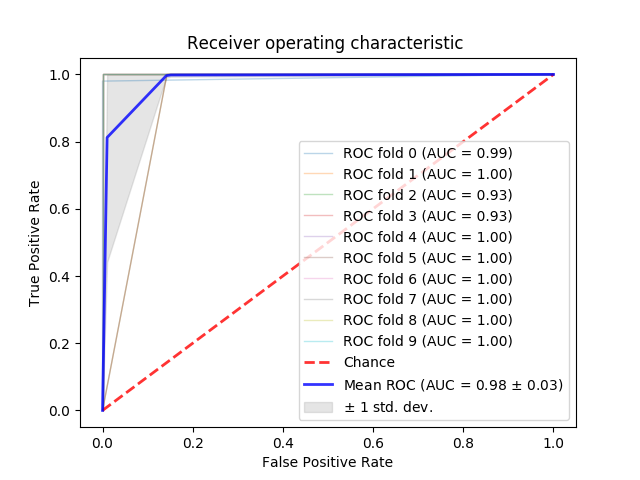 Receiver operating characteristic
True Positive Rate
1.0
0.8
0.6
0.4
0.2
0.0
ROC fold 0 (AUC = 0.99)
ROC fold 1 (AUC = 1.00)
ROC fold 2 (AUC = 0.93)
ROC fold 3 (AUC = 0.93)
ROC fold 4 (AUC = 1.00)
ROC fold 5 (AUC = 1.00)
ROC fold 6 (AUC = 1.00)
ROC fold 7 (AUC = 1.00)
ROC fold 8 (AUC = 1.00)
ROC fold 9 (AUC = 1.00)
Chance
Mean ROC (AUC = 0.98 ± 0.03)
± 1 std. dev.
0.0 0.2 0.4 0.6 0.8 1.0
False Positive Rate